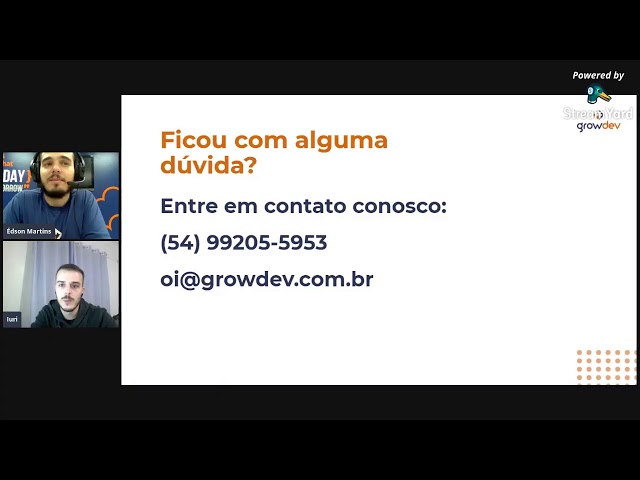 Powered by
StreamYard
growdev
Ficou com alguma
dúvida?
Entre em contato conosco:
(54) 99205-5953
oi@growdev.com.br
DAY
Édson Martins
Iuri